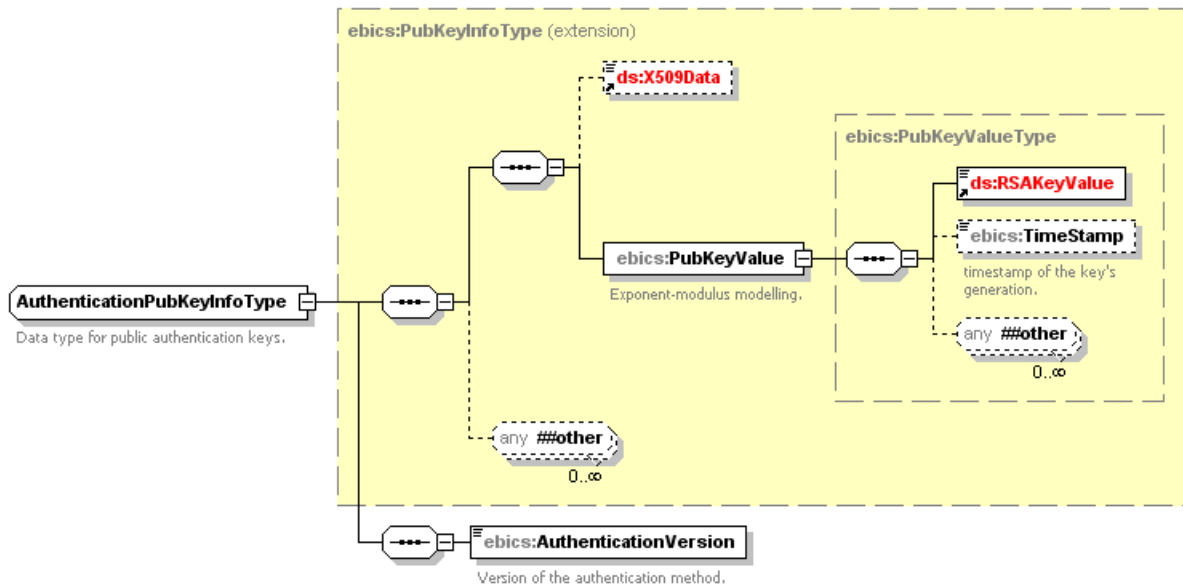 ebics:PubKeyInfoType (extension)
ds:X509Data
ebics:PubKeyValueType
ds:RSAKeyValue
ebics:TimeStamp
timestamp of the key's
generation.
ebics:PubKeyValue
Exponent-modulus modelling.
any ##other
0..∞
AuthenticationPubKeyInfoType
Data type for public authentication keys.
any ##other
0..∞
ebics:AuthenticationVersion
Version of the authentication method.